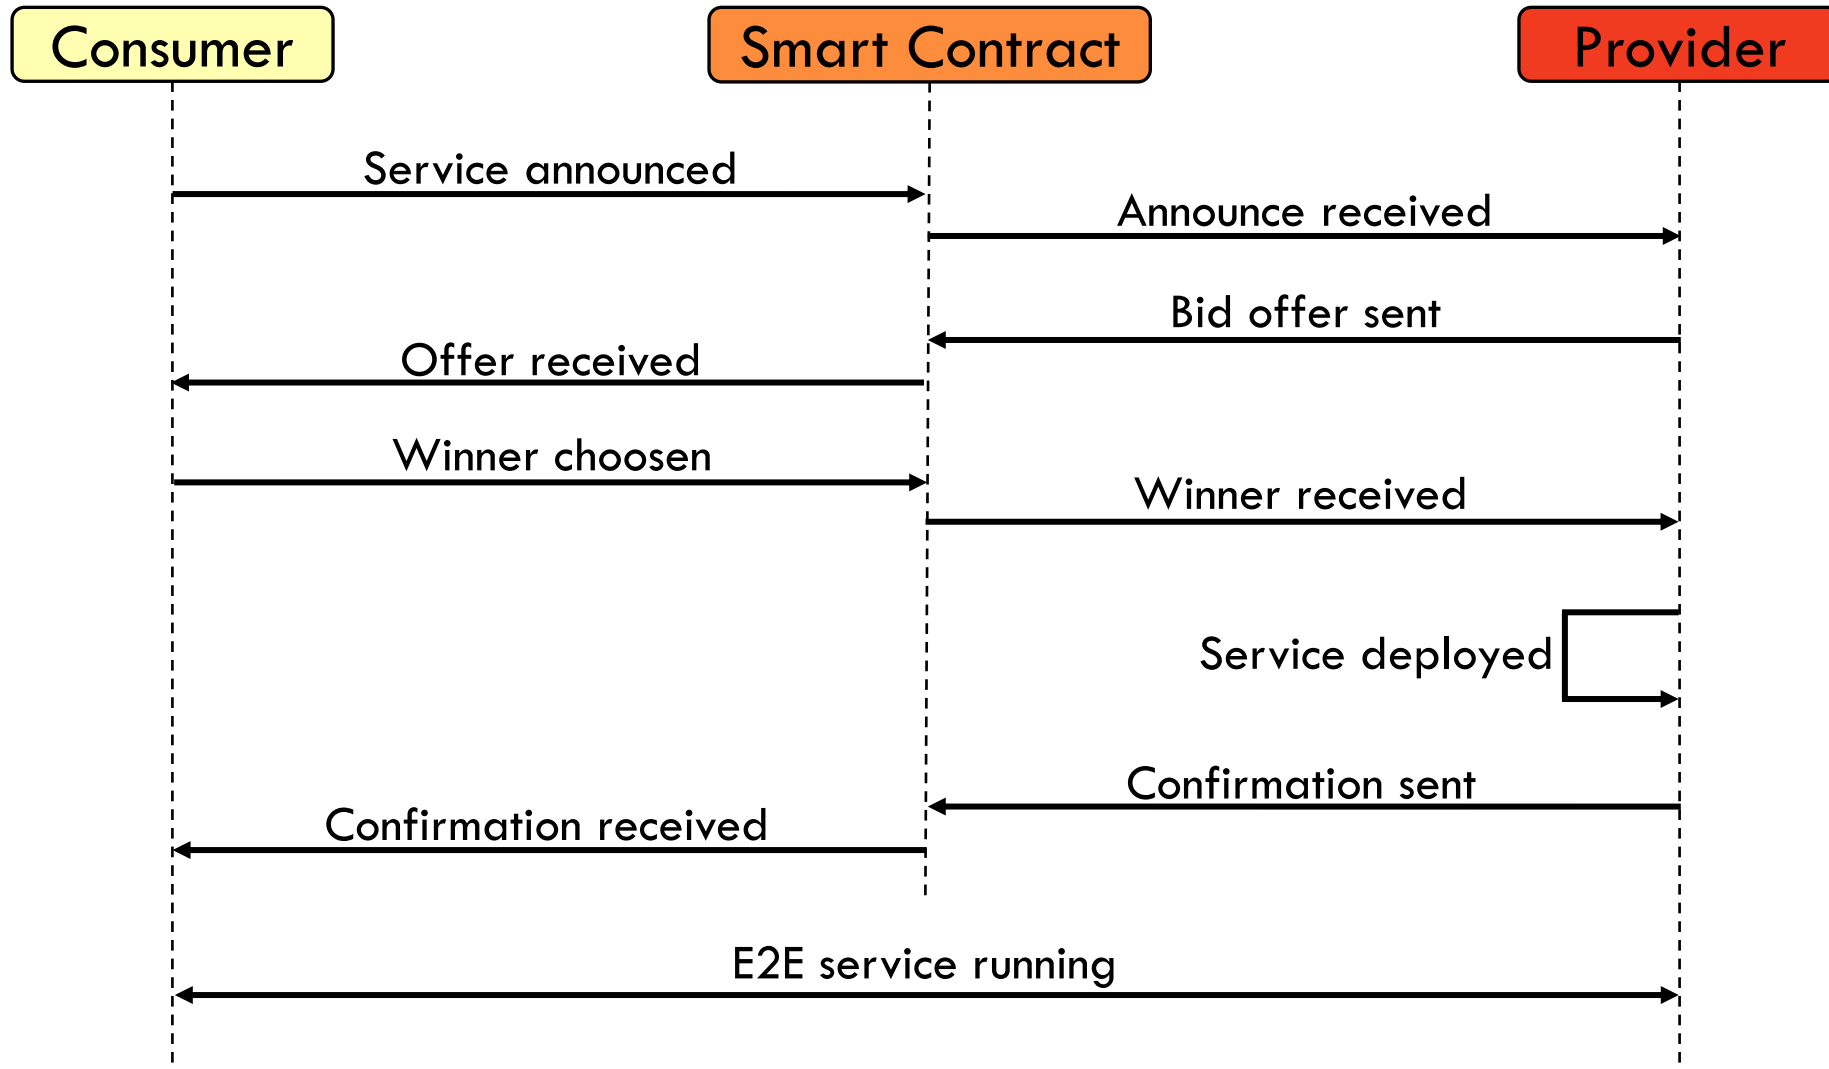 Consumer
Smart Contract
Provider
Service announced
Announce received
Bid offer sent
Offer received
Winner choosen
Winner received
Service deployed
Confirmation sent
Confirmation received
E2E service running